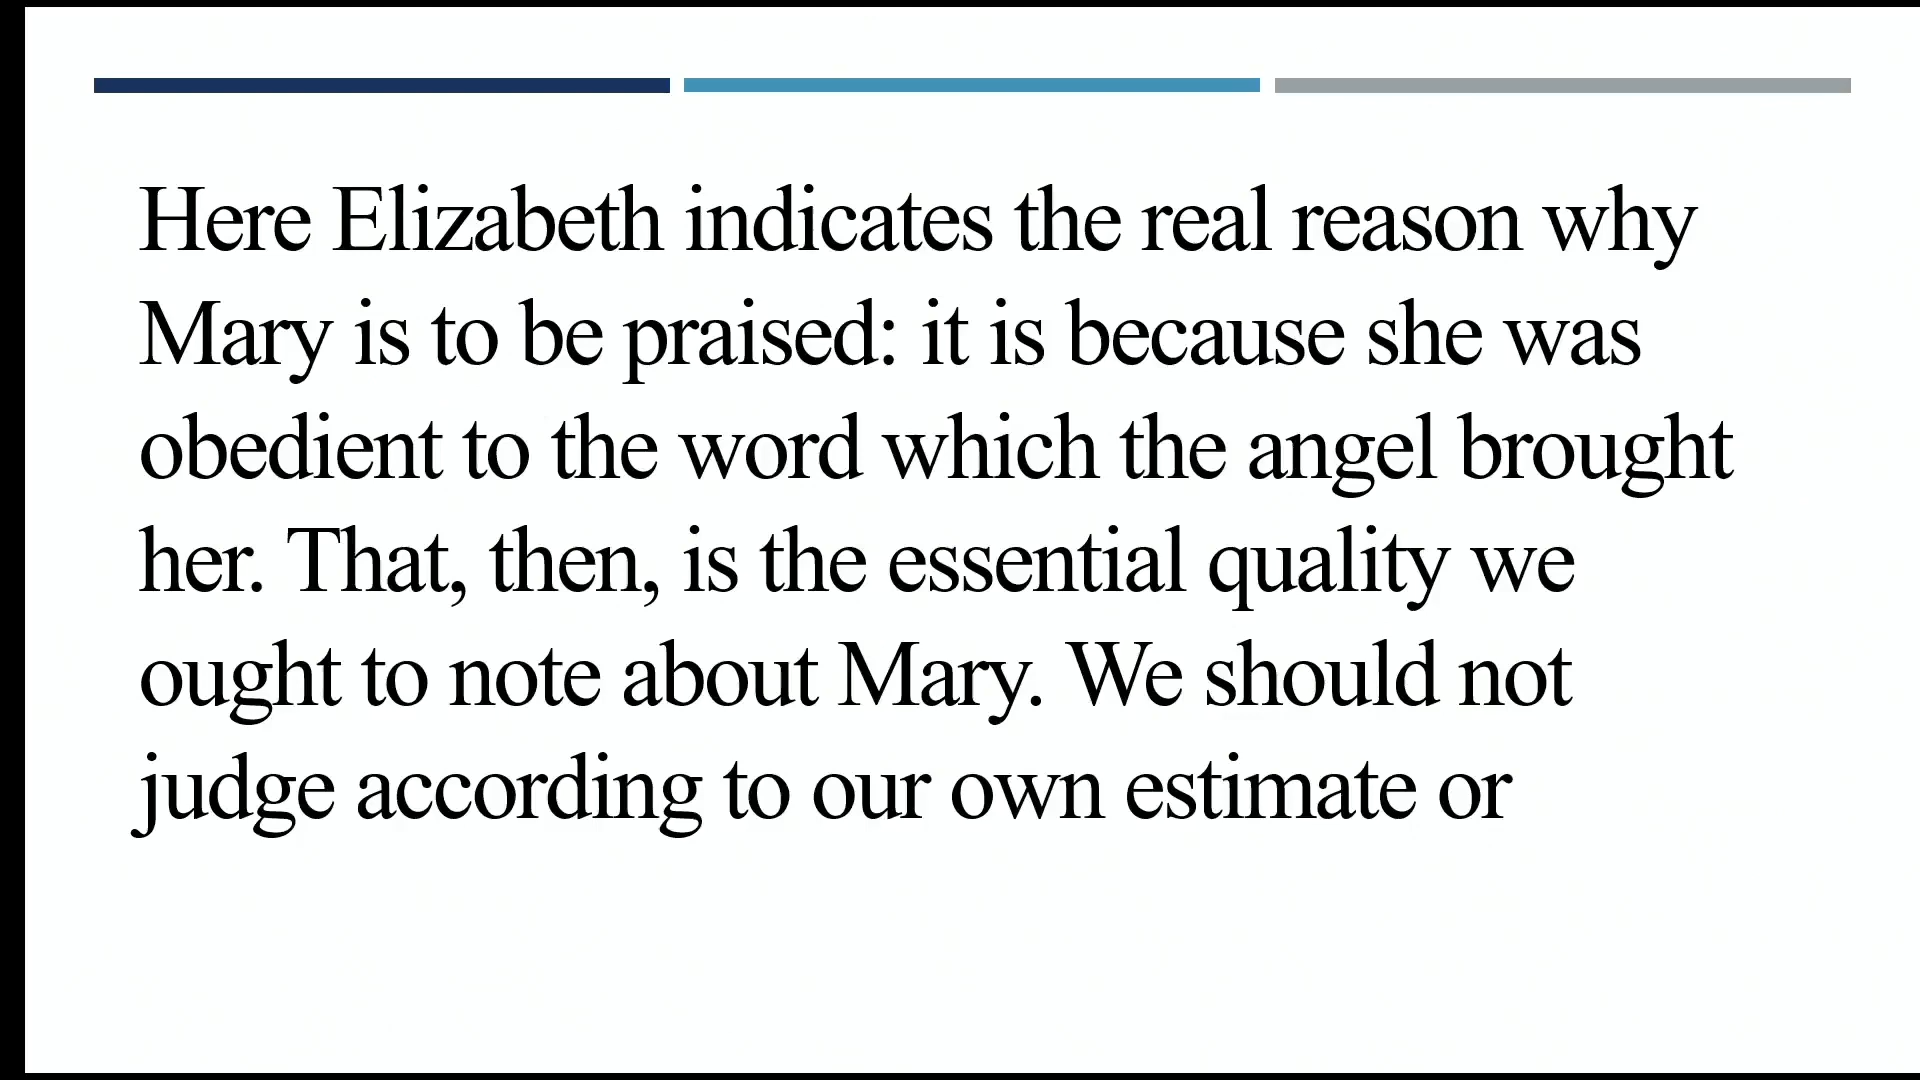 Here Elizabeth indicates the real reason why
Mary is to be praised: it is because she was
obedient to the word which the angel brought
her. That, then, is the essential quality we
ought to note about Mary. We should not
judge according to our own estimate or